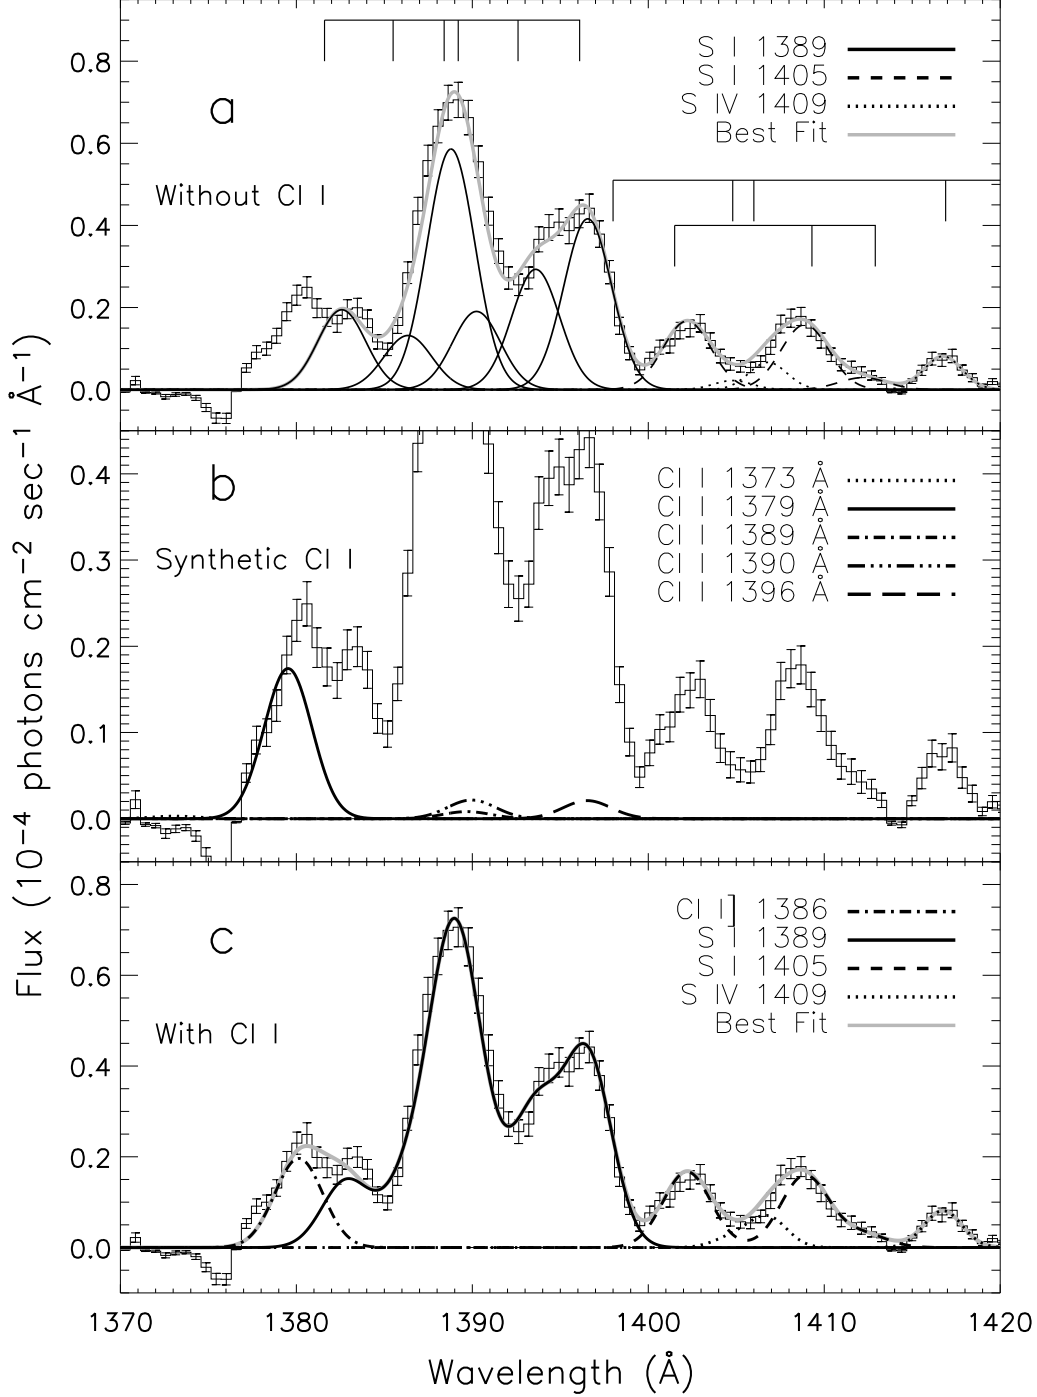 a
Without Cl I
S I 1389
S I 1405
S IV 1409
Best Fit
0.8
0.6
0.4
0.2
0.0
b
Synthetic Cl I
Cl I 1373 Å
Cl I 1379 Å
Cl I 1389 Å
Cl I 1390 Å
Cl I 1396 Å
0.4
0.3
0.2
0.1
0.0
c
With Cl I
Cl I] 1386
S I 1389
S I 1405
S IV 1409
Best Fit
0.8
0.6
0.4
0.2
0.0
Flux (10⁻⁴ photons cm⁻² sec⁻¹ Å⁻¹)
1370 1380 1390 1400 1410 1420
Wavelength (Å)